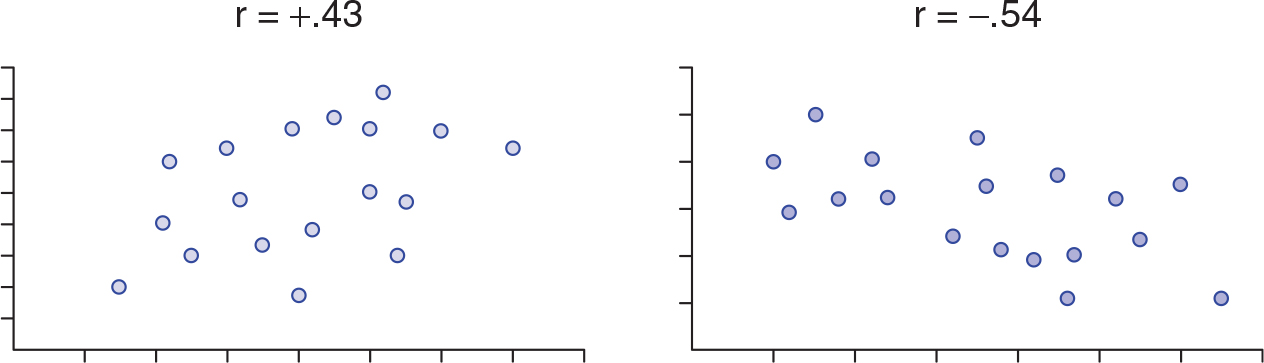 r = +.43
r = –.54